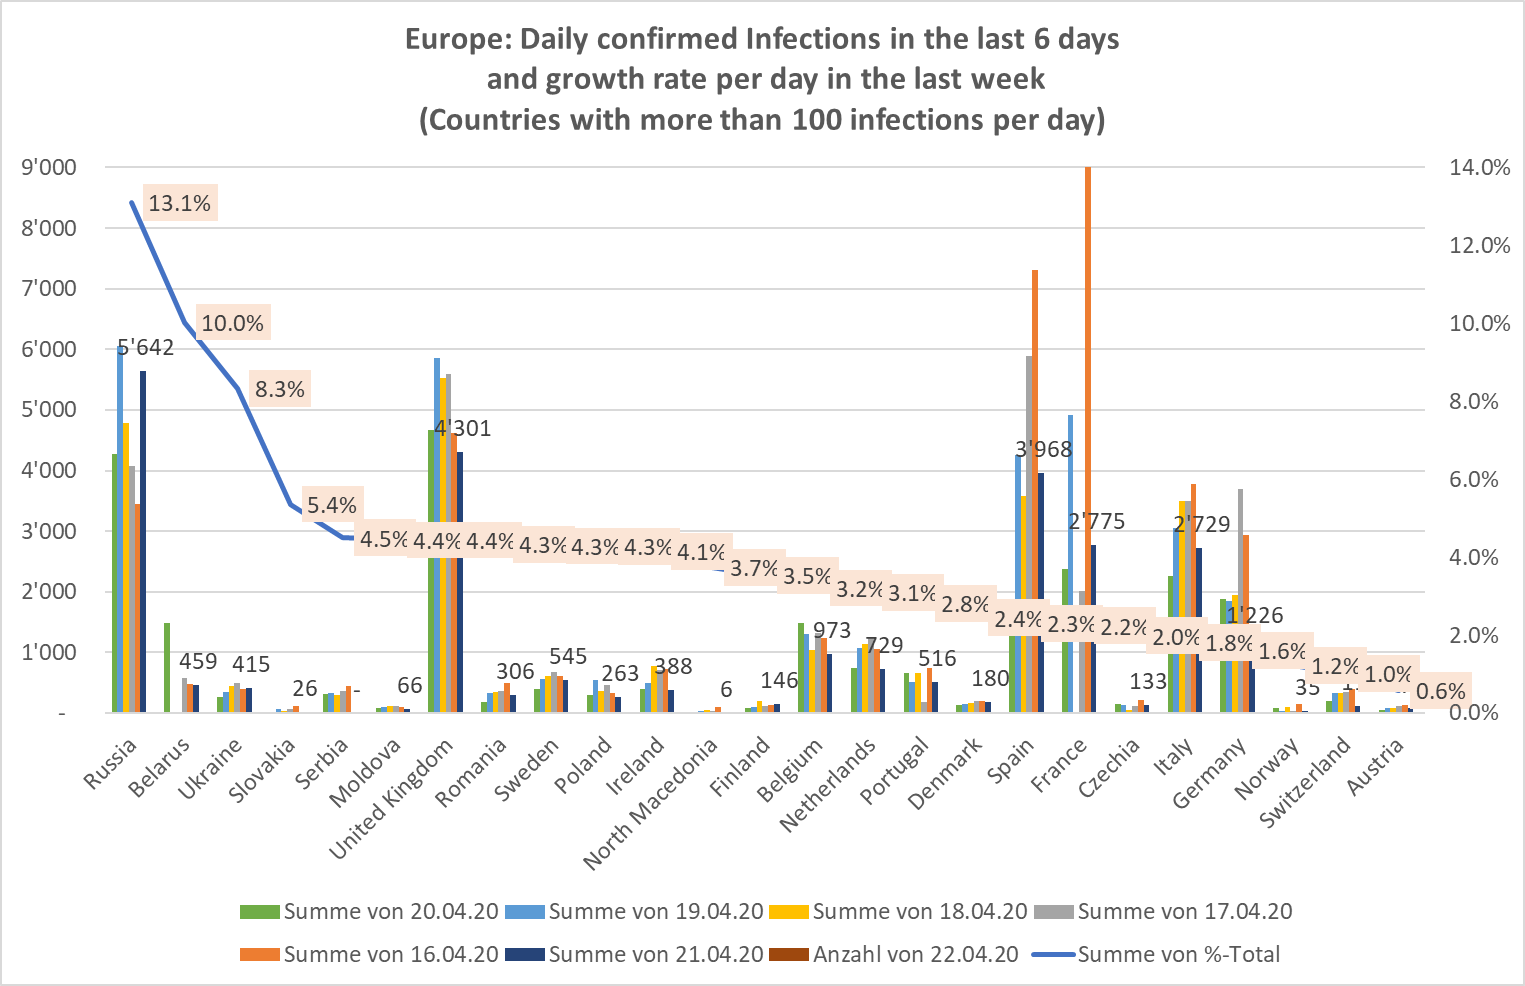 Europe: Daily confirmed Infections in the last 6 days
and growth rate per day in the last week
(Countries with more than 100 infections per day)
9'000
8'000
7'000
6'000
5'000
4'000
3'000
2'000
1'000
-
14.0%
12.0%
10.0%
8.0%
6.0%
4.0%
2.0%
0.0%
13.1%
10.0%
8.3%
5.4%
4.5%
4.4%
4.4%
4.3%
4.3%
4.3%
4.1%
3.7%
3.5%
3.2%
3.1%
2.8%
2.4%
2.3%
2.2%
2.0%
1.8%
1.6%
1.2%
1.0%
0.6%
5'642
459
415
26
-
66
4'301
306
545
263
388
6
146
973
729
516
180
3'968
2'775
133
2'729
1'226
35
Russia
Belarus
Ukraine
Slovakia
Serbia
Moldova
United Kingdom
Romania
Sweden
Poland
Ireland
North Macedonia
Finland
Belgium
Netherlands
Portugal
Denmark
Spain
France
Czechia
Italy
Germany
Norway
Switzerland
Austria
Summe von 20.04.20
Summe von 19.04.20
Summe von 18.04.20
Summe von 17.04.20
Summe von 16.04.20
Summe von 21.04.20
Anzahl von 22.04.20
Summe von %-Total